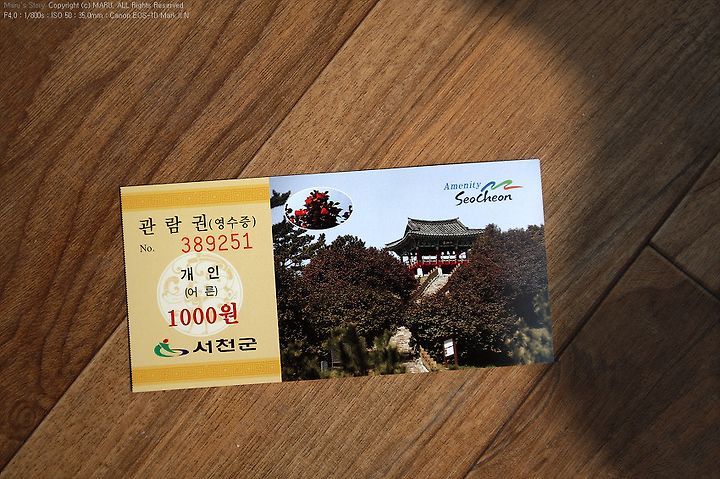 Maru's Story. Copyright (c) MARU. ALL Rights Reserved
F4.0 : 1/800s : ISO 50 : 35.0mm : Canon EOS-1D Mark II N
관 람 권(영수증)
No. 389251
개 인
(어 른)
1000원
서천군
Amenity
SeoCheon